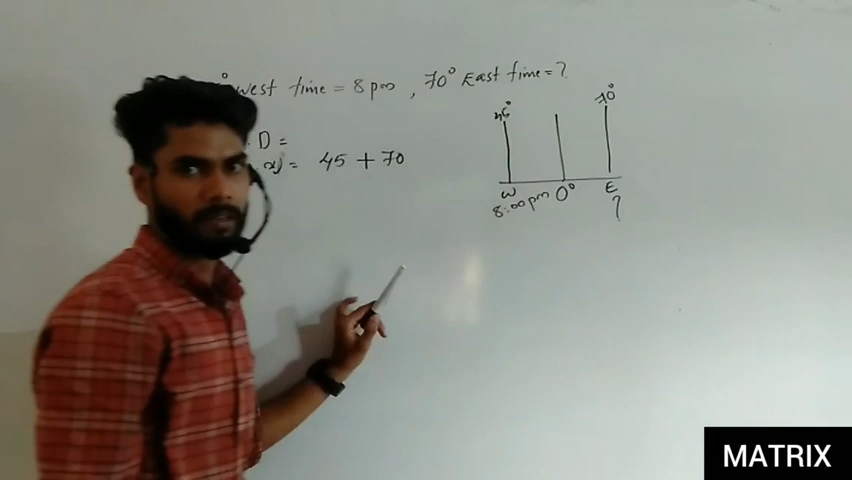 ° West time = 8 pm , 70° East time = ?
D =
= 45 + 70
45° 70°
W 0° E
8:00 pm ?
MATRIX